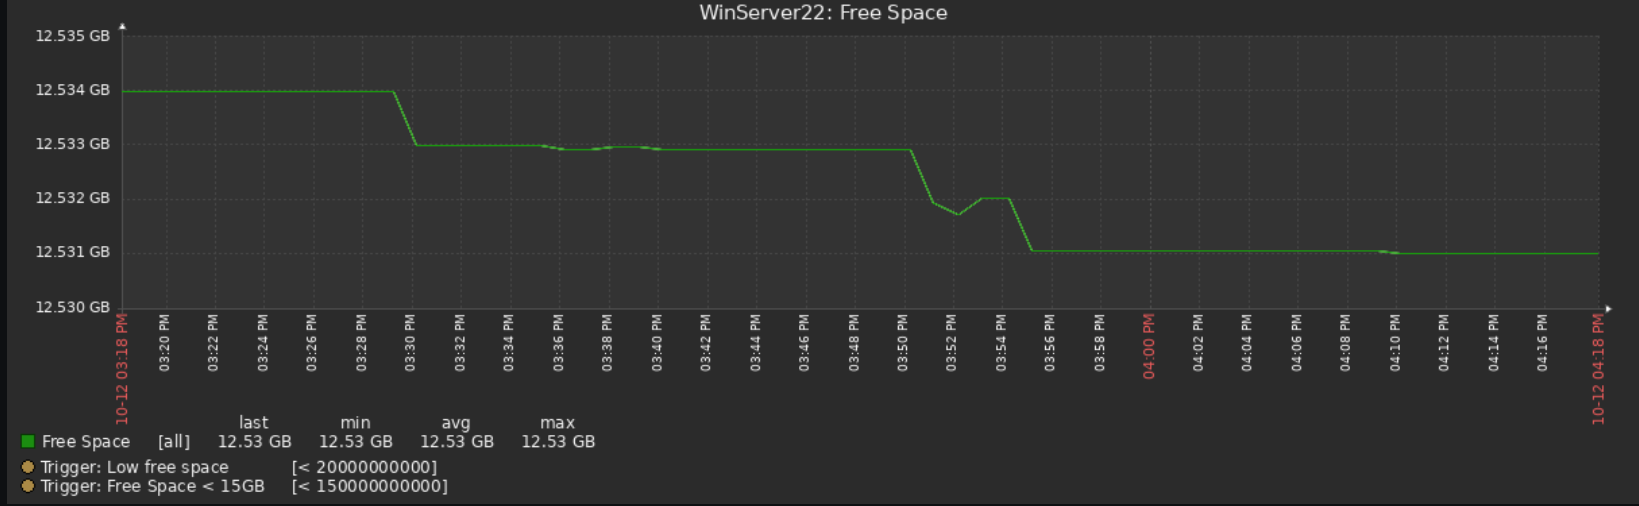 WinServer22: Free Space
12.535 GB
12.534 GB
12.533 GB
12.532 GB
12.531 GB
12.530 GB
10-12 03:18 PM
03:20 PM
03:22 PM
03:24 PM
03:26 PM
03:28 PM
03:30 PM
03:32 PM
03:34 PM
03:36 PM
03:38 PM
03:40 PM
03:42 PM
03:44 PM
03:46 PM
03:48 PM
03:50 PM
03:52 PM
03:54 PM
03:56 PM
03:58 PM
04:00 PM
04:02 PM
04:04 PM
04:06 PM
04:08 PM
04:10 PM
04:12 PM
04:14 PM
04:16 PM
10-12 04:18 PM
last min avg max
Free Space [all] 12.53 GB 12.53 GB 12.53 GB 12.53 GB
Trigger: Low free space [< 20000000000]
Trigger: Free Space < 15GB [< 150000000000]